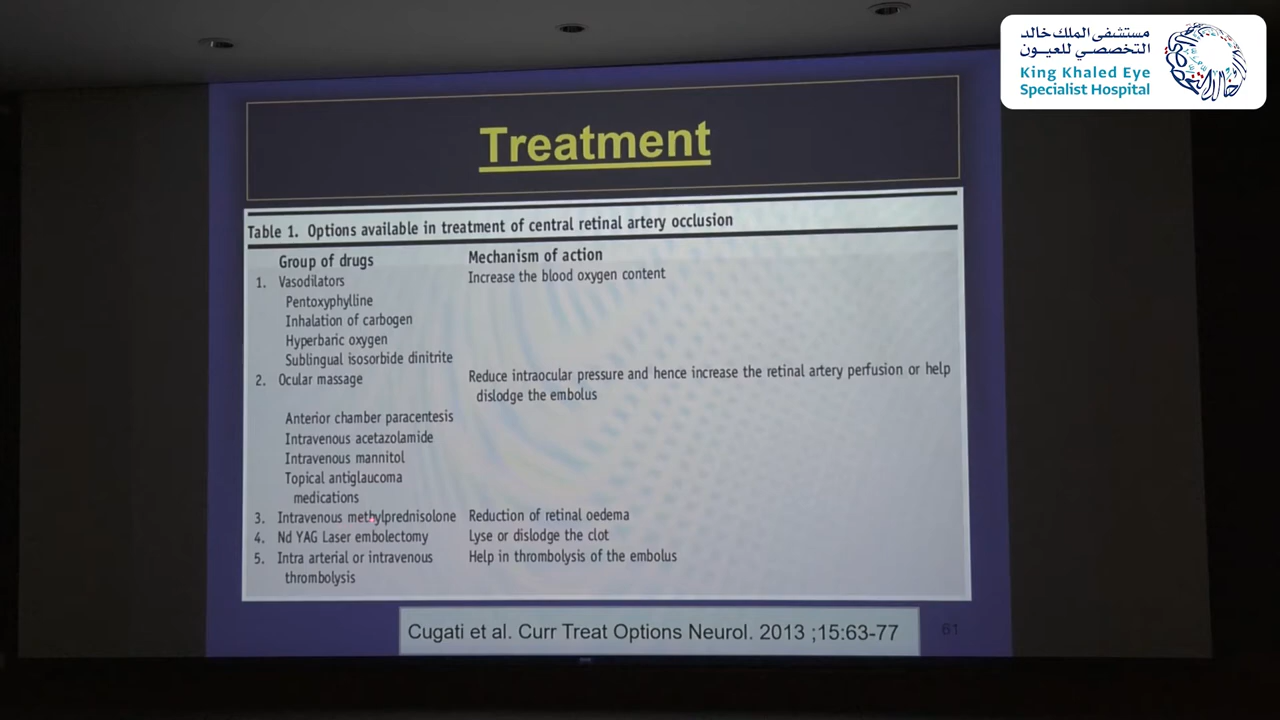 مستشفى الملك خالد
التخصصي للعيون
King Khaled Eye
Specialist Hospital
Treatment
Table 1. Options available in treatment of central retinal artery occlusion
Group of drugs Mechanism of action
1. Vasodilators Increase the blood oxygen content
Pentoxyphylline
Inhalation of carbogen
Hyperbaric oxygen
Sublingual isosorbide dinitrite
2. Ocular massage Reduce intraocular pressure and hence increase the retinal artery perfusion or help
dislodge the embolus
Anterior chamber paracentesis
Intravenous acetazolamide
Intravenous mannitol
Topical antiglaucoma
medications
3. Intravenous methylprednisolone Reduction of retinal oedema
4. Nd YAG Laser embolectomy Lyse or dislodge the clot
5. Intra arterial or intravenous Help in thrombolysis of the embolus
thrombolysis
Cugati et al. Curr Treat Options Neurol. 2013 ;15:63-77
61